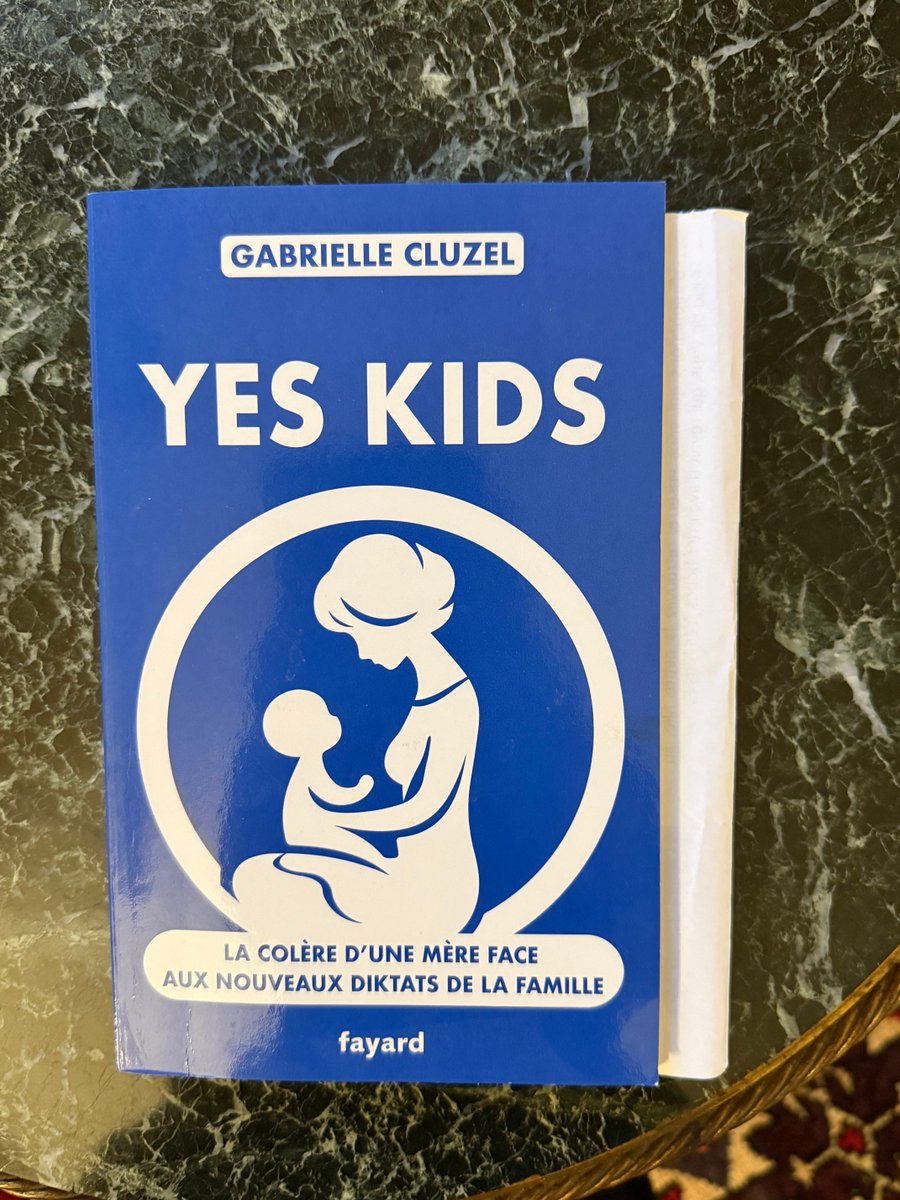 GABRIELLE CLUZEL
YES KIDS
LA COLÈRE D'UNE MÈRE FACE
AUX NOUVEAUX DIKTATS DE LA FAMILLE
fayard